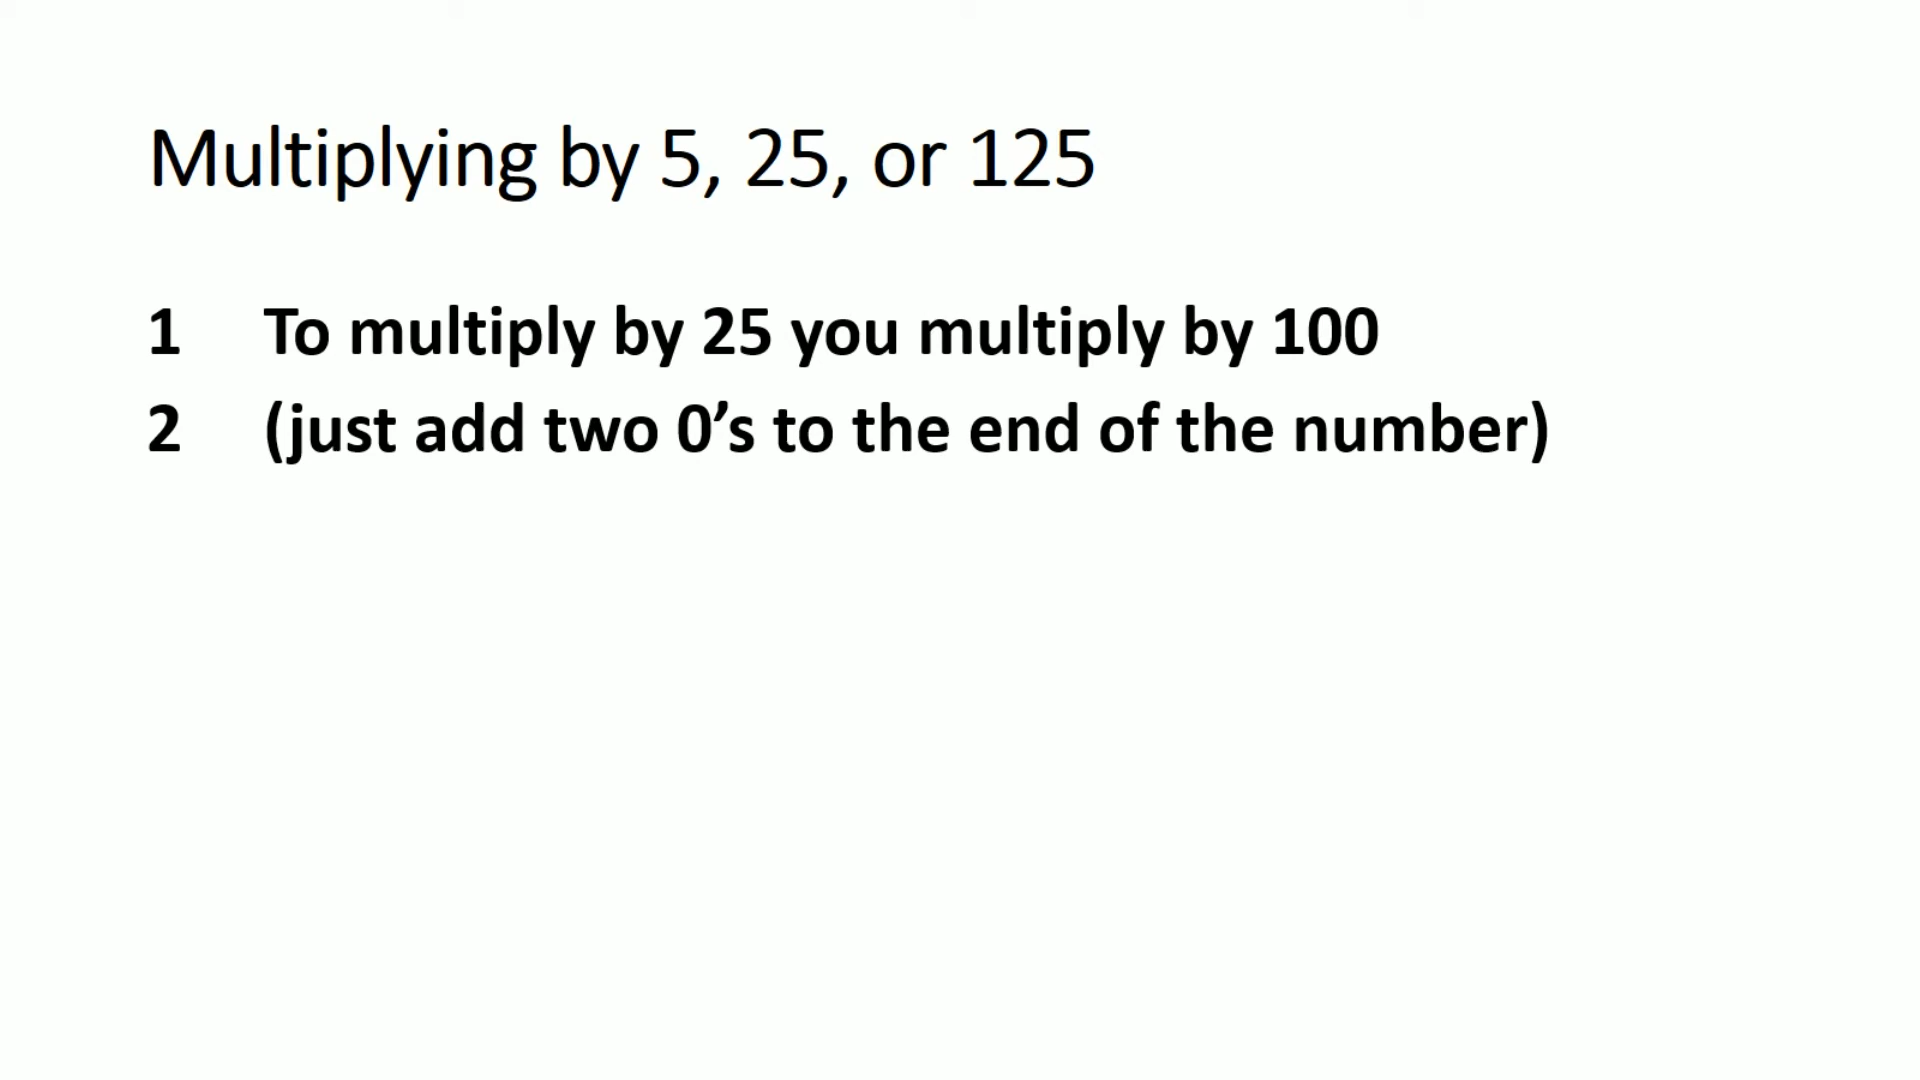 Multiplying by 5, 25, or 125
1 To multiply by 25 you multiply by 100
2 (just add two 0’s to the end of the number)